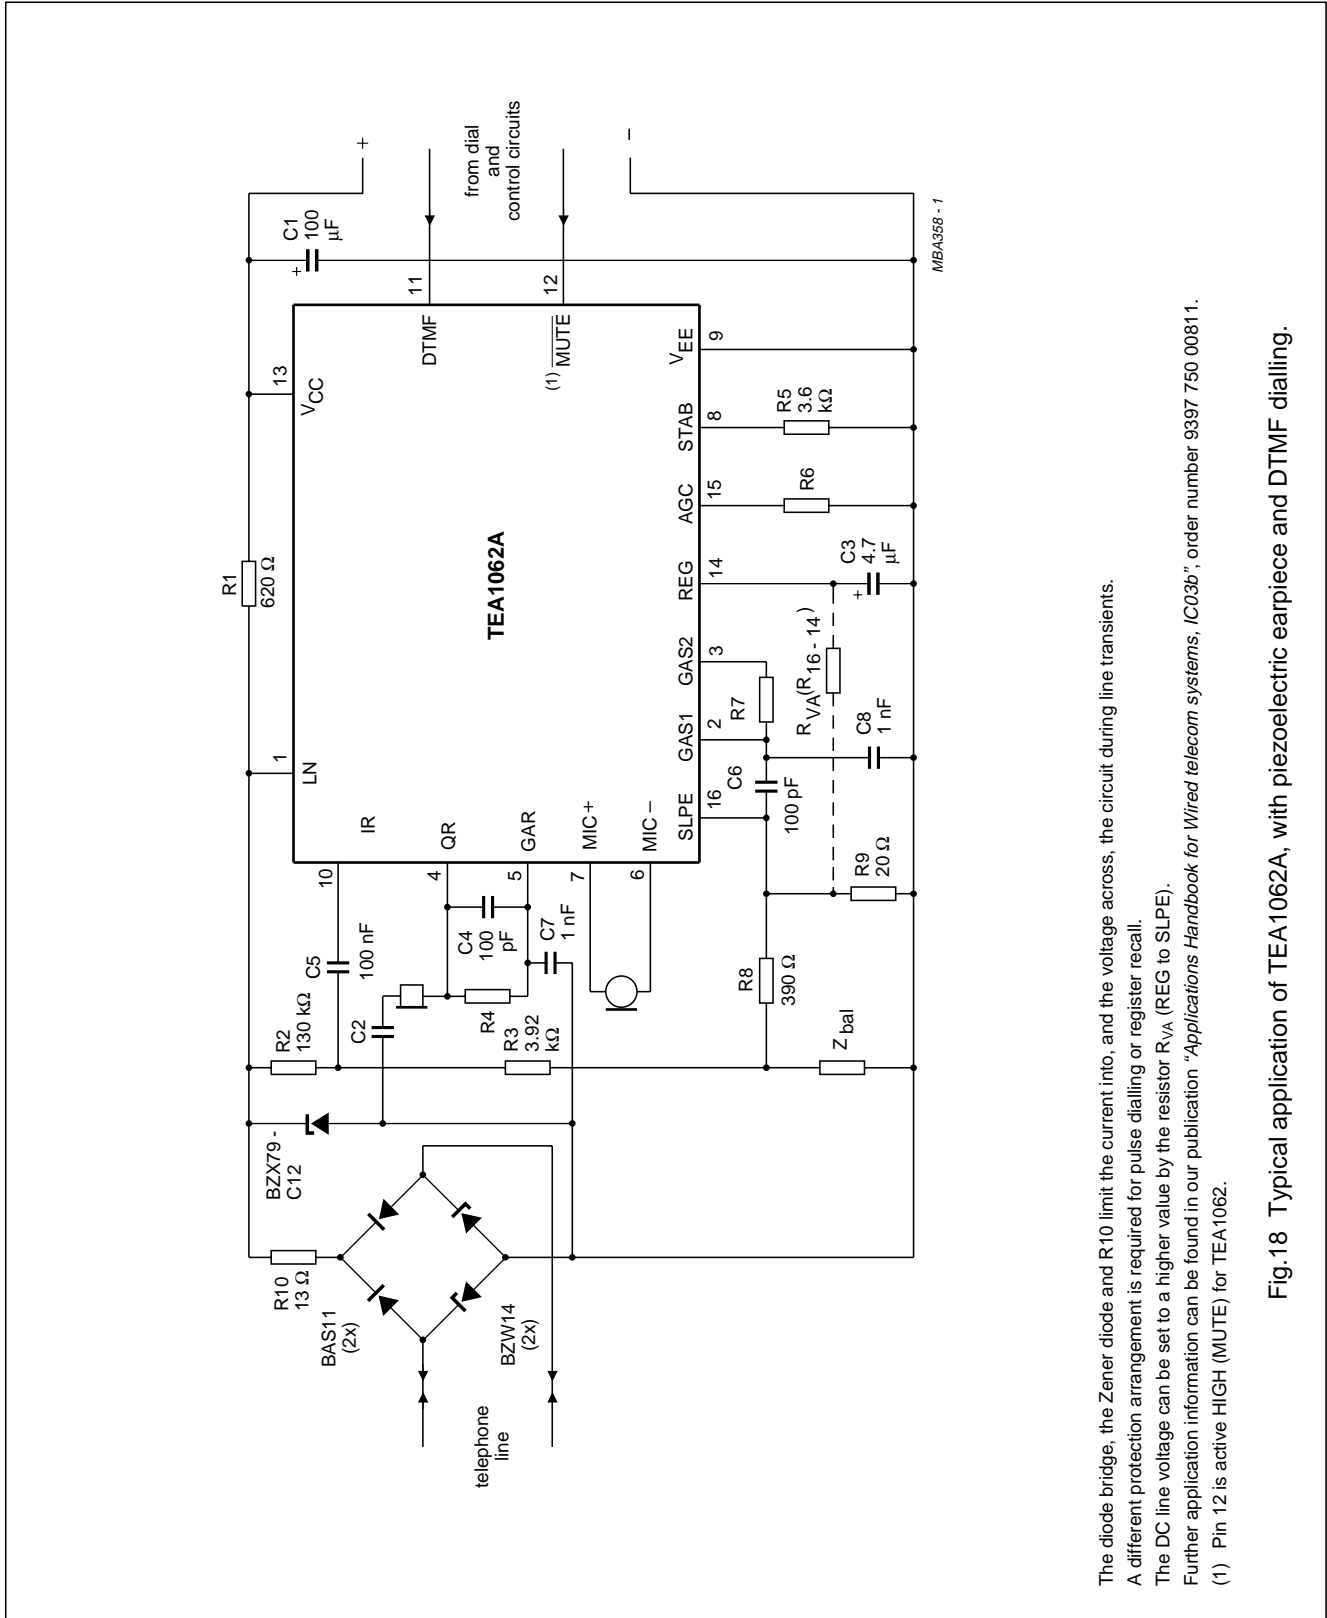 R1
620 Ω
C1
100
µF
+
+
from dial
and
control circuits
−
R10
13 Ω
BAS11
(2x)
BZW14
(2x)
telephone
line
BZX79 -
C12
R2
130 kΩ
C5
100 nF
C2
R4
R3
3.92
kΩ
C4
100
pF
C7
1 nF
1
LN
13
VCC
10
IR
4
QR
5
GAR
7
MIC+
6
MIC−
TEA1062A
11
DTMF
12
(1) MUTE
SLPE
16
GAS1
2
GAS2
3
REG
14
AGC
15
STAB
8
VEE
9
C6
100 pF
R7
RVA(R16 - 14)
C3
4.7
µF
+
R6
R5
3.6
kΩ
R8
390 Ω
Zbal
R9
20 Ω
C8
1 nF
MBA358 - 1
The diode bridge, the Zener diode and R10 limit the current into, and the voltage across, the circuit during line transients.
A different protection arrangement is required for pulse dialling or register recall.
The DC line voltage can be set to a higher value by the resistor RVA (REG to SLPE).
Further application information can be found in our publication “Applications Handbook for Wired telecom systems, IC03b”, order number 9397 750 00811.
(1) Pin 12 is active HIGH (MUTE) for TEA1062.
Fig.18 Typical application of TEA1062A, with piezoelectric earpiece and DTMF dialling.